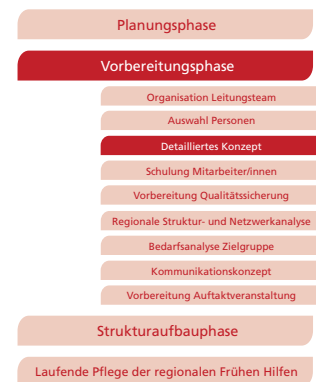 Planungsphase
Vorbereitungsphase
Organisation Leitungsteam
Auswahl Personen
Detailliertes Konzept
Schulung Mitarbeiter/innen
Vorbereitung Qualitätssicherung
Regionale Struktur- und Netzwerkanalyse
Bedarfsanalyse Zielgruppe
Kommunikationskonzept
Vorbereitung Auftaktveranstaltung
Strukturaufbauphase
Laufende Pflege der regionalen Frühen Hilfen